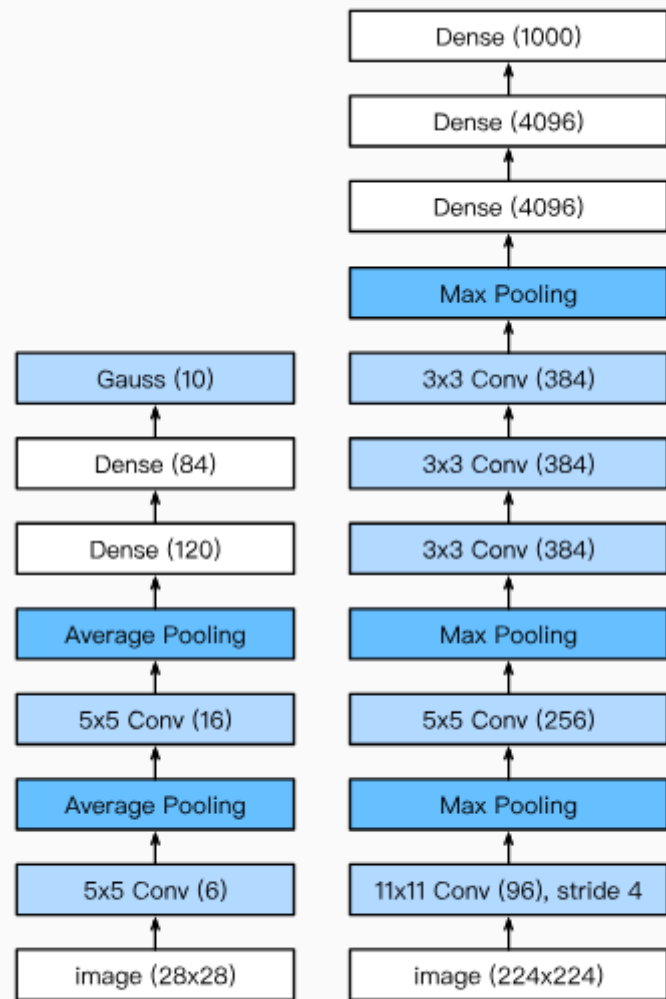 Gauss (10)
Dense (84)
Dense (120)
Average Pooling
5x5 Conv (16)
Average Pooling
5x5 Conv (6)
image (28x28)
Dense (1000)
Dense (4096)
Dense (4096)
Max Pooling
3x3 Conv (384)
3x3 Conv (384)
3x3 Conv (384)
Max Pooling
5x5 Conv (256)
Max Pooling
11x11 Conv (96), stride 4
image (224x224)